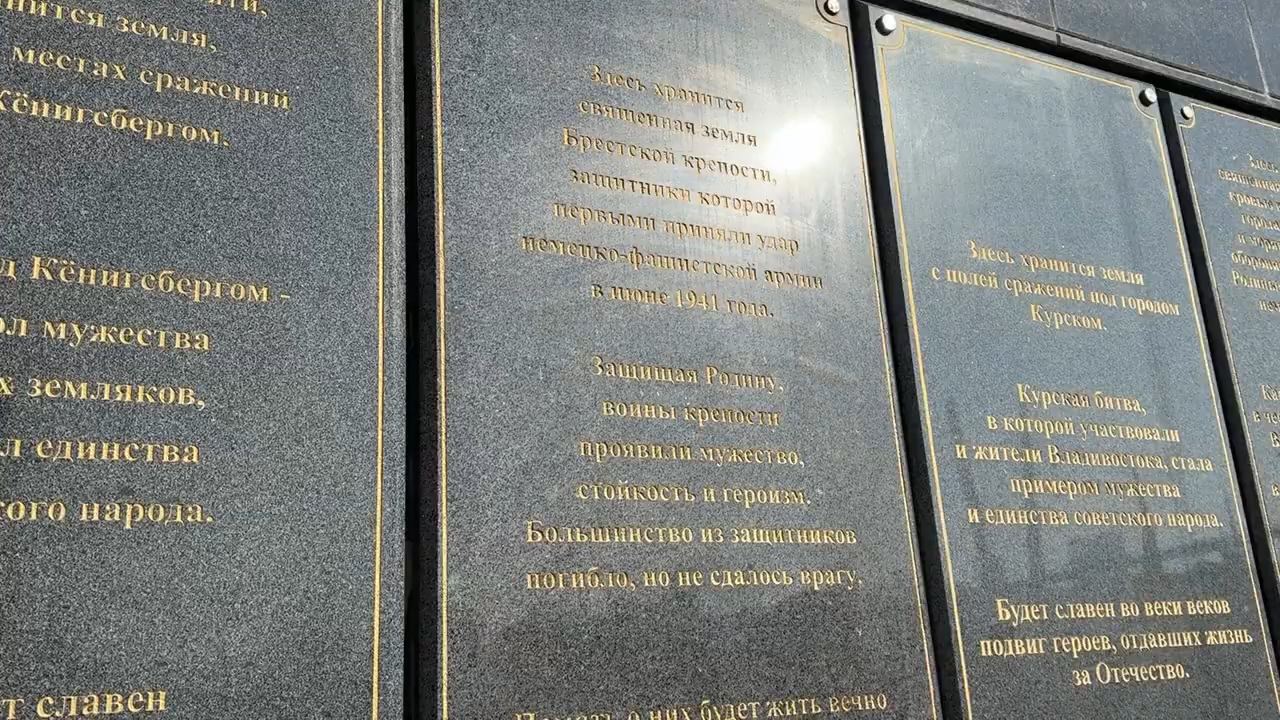 нится земля,
местах сражений
Кёнигсбергом.
д Кёнигсбергом -
ол мужества
х земляков,
л единства
кого народа.
т славен
Здесь хранится
священная земля
Брестской крепости,
защитники которой
первыми приняли удар
немецко-фашистской армии
в июне 1941 года.
Защищая Родину,
воины крепости
проявили мужество,
стойкость и героизм.
Большинство из защитников
погибло, но не сдалось врагу.
Память о них будет жить вечно
Здесь хранится земля
с полей сражений под городом
Курском.
Курская битва,
в которой участвовали
и жители Владивостока, стала
примером мужества
и единства советского народа.
Будет славен во веки веков
подвиг героев, отдавших жизнь
за Отечество.
Здесь
священная